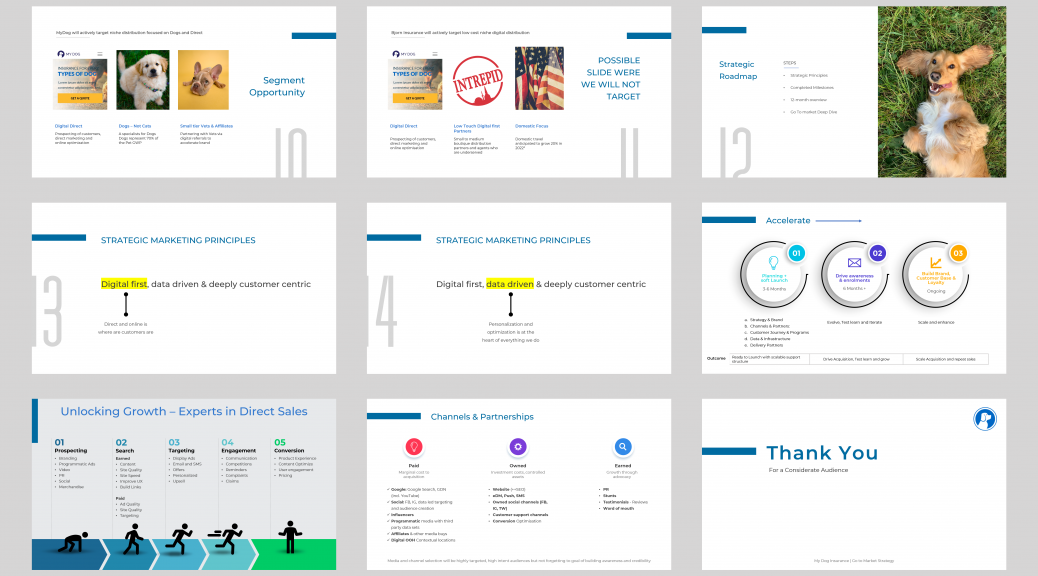 MyDog will actively target niche distribution focused on Dogs and Direct
MY DOG
TYPES OF DOG
GET A QUOTE
Segment
Opportunity
Digital Direct
Prospecting of customers,
direct marketing and
online optimisation
Dogs – Not Cats
A specialists for Dogs
Dogs represent 70% of
the Pet GWP
Small tier Vets & Affiliates
Partnering with Vets via
digital referrals to
accelerate brand
10
Bjorn Insurance will actively target low cost niche digital distribution
MY DOG
TYPES OF DOG
GET A QUOTE
INTREPID
POSSIBLE
SLIDE WERE
WE WILL NOT
TARGET
Digital Direct
Prospecting of customers,
direct marketing and
online optimisation
Low Touch Digital first
Partners
Small to medium
boutique distribution
partners and agents who
are underserved
Domestic Focus
Domestic travel
anticipated to grow 20% in
2022*
11
Strategic
Roadmap
STEPS
• Strategic Principles
• Completed Milestones
• 12 month overview
• Go To market Deep Dive
12
STRATEGIC MARKETING PRINCIPLES
Digital first, data driven & deeply customer centric
Direct and online is
where are customers are
13
STRATEGIC MARKETING PRINCIPLES
Digital first, data driven & deeply customer centric
Personalization and
optimization is at the
heart of everything we do
14
Accelerate
01
Planning +
soft Launch
3-6 Months
02
Drive awareness
& enrolments
6 Months +
03
Build Brand,
Customer Base &
Loyalty
Ongoing
a. Strategy & Brand
b. Channels & Partners
c. Customer Journey & Programs
d. Data & Infrastructure
e. Delivery Partners
Evolve, Test learn and iterate
Scale and enhance
Outcome
Ready to Launch with scalable support
structure
Drive Acquisition, Test learn and grow
Scale Acquisition and repeat sales
Unlocking Growth – Experts in Direct Sales
01
Prospecting
• Branding
• Programmatic Ads
• Video
• PR
• Social
• Merchandise
02
Search
Earned
• Content
• Site Quality
• Site Speed
• Improve UX
• Build Links
Paid
• Ad Quality
• Site Quality
• Targeting
03
Targeting
• Display Ads
• Email and SMS
• Offers
• Personalised
• Upsell
04
Engagement
• Communication
• Competitions
• Reminders
• Complaints
• Claims
05
Conversion
• Product Experience
• Content Optimise
• User engagement
• Pricing
Channels & Partnerships
Paid
Marginal cost to
acquisition
✓ Google: Google Search, GDN
(incl. YouTube)
✓ Social: FB, IG, data led targeting
and audience creation
✓ Influencers
✓ Programmatic media with third
party data sets
✓ Affiliates & other media buys
✓ Digital OOH Contextual locations
Owned
Investment costs, controlled
assets
• Website (+SEO)
• eDM, Push, SMS
• Owned social channels (FB,
IG, TW)
• Customer support channels
• Conversion Optimisation
Earned
Growth through
advocacy
• PR
• Stunts
• Testimonials - Reviews
• Word of mouth
Media and channel selection will be highly targeted, high intent audiences but not forgetting in goal of building awareness and credibility.
Thank You
For a Considerate Audience
My Dog Insurance | Go to Market Strategy